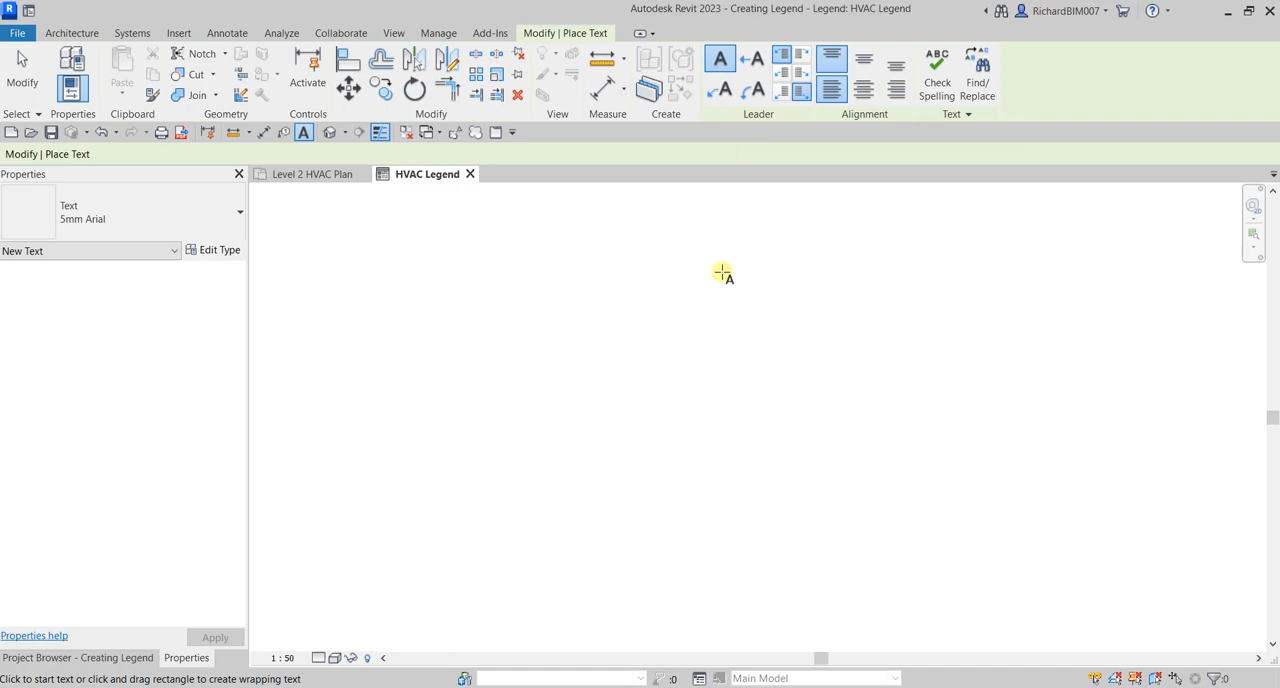 Autodesk Revit 2023 - Creating Legend - Legend: HVAC Legend
RichardBIM007
File Architecture Systems Insert Annotate Analyze Collaborate View Manage Add-Ins Modify | Place Text
Modify
Paste
Notch
Cut
Join
Activate
A
A
A
A
ABC
Check Spelling
Find/ Replace
Select Properties Clipboard Geometry Controls Modify View Measure Create Leader Alignment Text
A
Modify | Place Text
Properties
Level 2 HVAC Plan
HVAC Legend
Text
5mm Arial
New Text
Edit Type
2D
A
Properties help
Apply
Project Browser - Creating Legend
Properties
1 : 50
Click to start text or click and drag rectangle to create wrapping text
:0
Main Model
:0